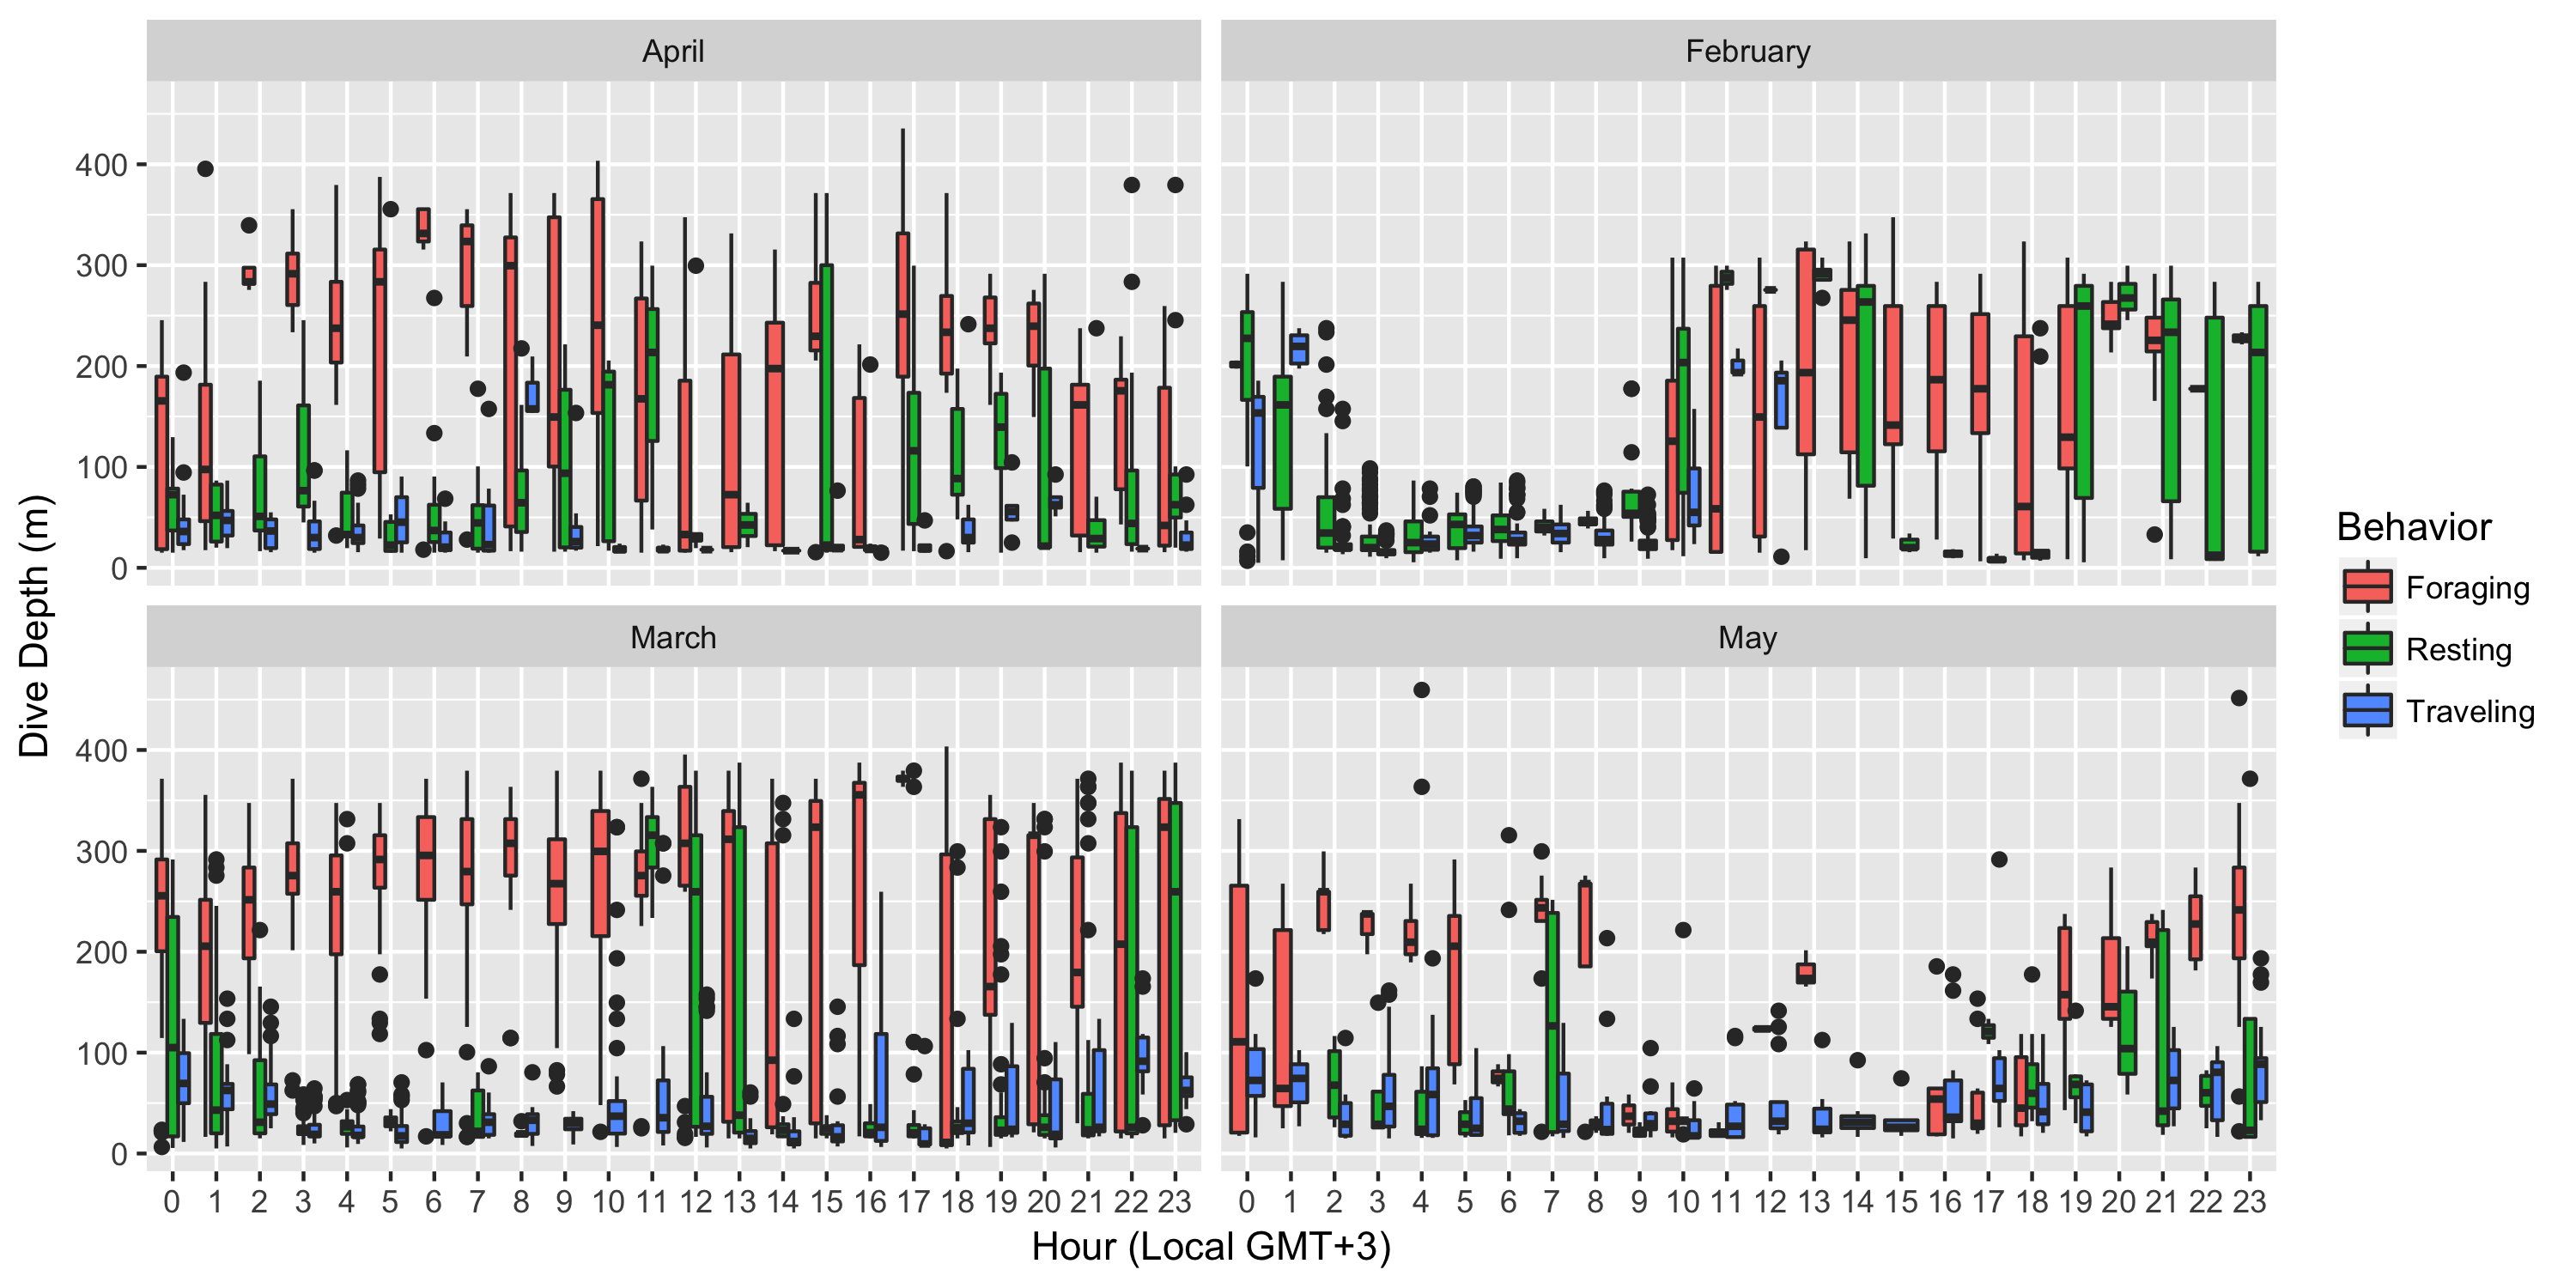 April
February
400
300
200
100
0
March
May
400
300
200
100
0
0 1 2 3 4 5 6 7 8 9 10 11 12 13 14 15 16 17 18 19 20 21 22 23
0 1 2 3 4 5 6 7 8 9 10 11 12 13 14 15 16 17 18 19 20 21 22 23
Hour (Local GMT+3)
Dive Depth (m)
Behavior
Foraging
Resting
Traveling